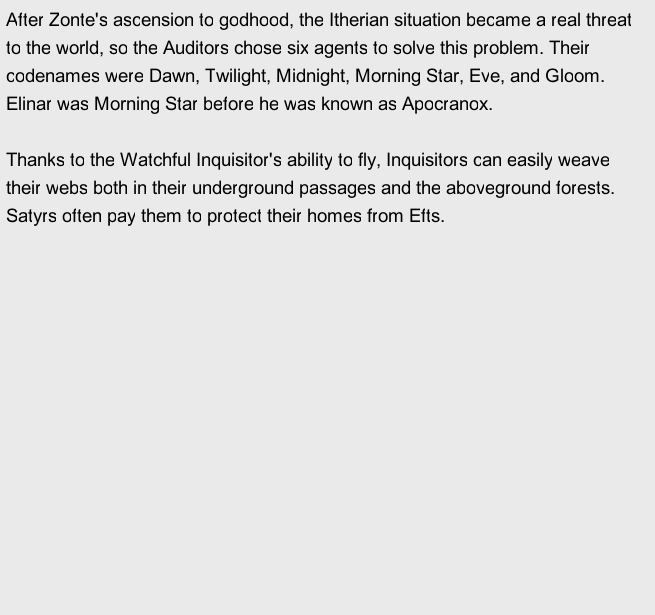 After Zonte's ascension to godhood, the Itherian situation became a real threat
to the world, so the Auditors chose six agents to solve this problem. Their
codenames were Dawn, Twilight, Midnight, Morning Star, Eve, and Gloom.
Elinar was Morning Star before he was known as Apocranox.
Thanks to the Watchful Inquisitor's ability to fly, Inquisitors can easily weave
their webs both in their underground passages and the aboveground forests.
Satyrs often pay them to protect their homes from Efts.